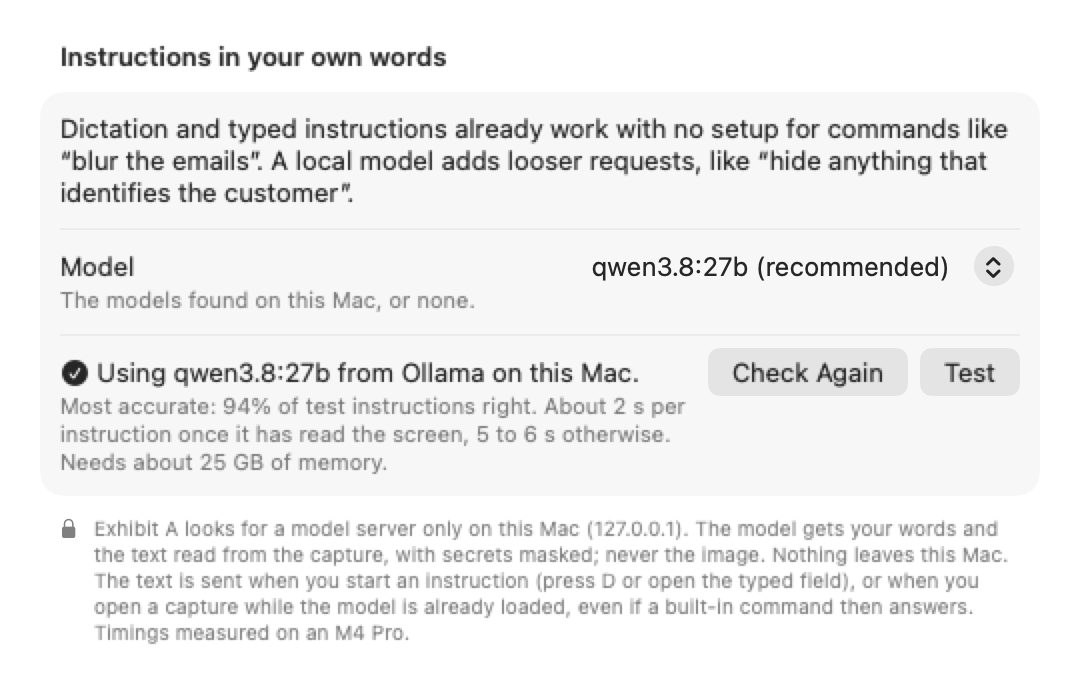 Instructions in your own words
Dictation and typed instructions already work with no setup for commands like
“blur the emails”. A local model adds looser requests, like “hide anything that
identifies the customer”.
Model
qwen3.8:27b (recommended)
The models found on this Mac, or none.
Using qwen3.8:27b from Ollama on this Mac.
Check Again
Test
Most accurate: 94% of test instructions right. About 2 s per
instruction once it has read the screen, 5 to 6 s otherwise.
Needs about 25 GB of memory.
Exhibit A looks for a model server only on this Mac (127.0.0.1). The model gets your words and
the text read from the capture, with secrets masked; never the image. Nothing leaves this Mac.
The text is sent when you start an instruction (press D or open the typed field), or when you
open a capture while the model is already loaded, even if a built-in command then answers.
Timings measured on an M4 Pro.